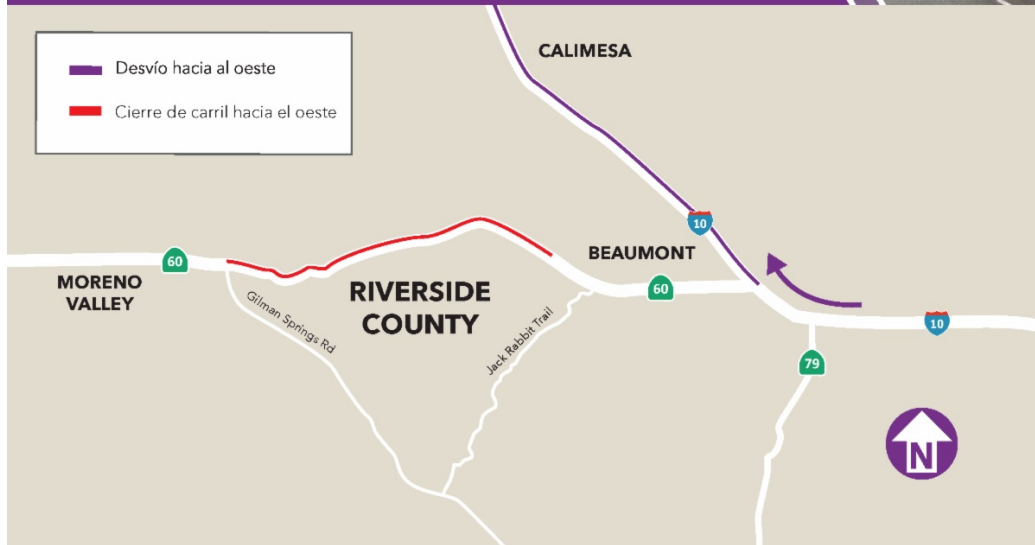 Desvío hacia al oeste
Cierre de carril hacia el oeste
CALIMESA
10
BEAUMONT
60
MORENO
VALLEY
RIVERSIDE
COUNTY
60
10
Gilman Springs Rd
Jack Rabbit Trail
79
N